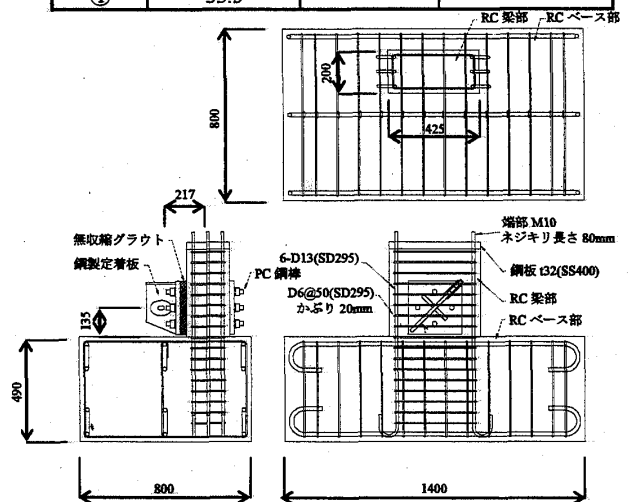 ①
RC 梁部
RC ベース部
200
425
800
217
端部 M10
ネジキリ長さ 80mm
無収縮グラウト
鋼製定着板
6-D13(SD295)
PC 鋼棒
鋼板 t32(SS400)
D6@50(SD295)
かぶり 20mm
RC 梁部
RC ベース部
135
490
800
1400